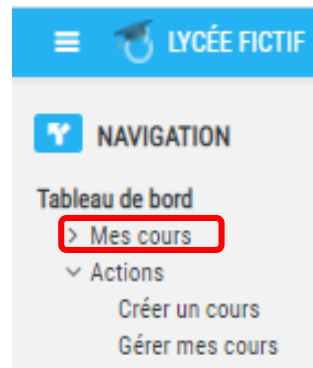 LYCÉE FICTIF
NAVIGATION
Tableau de bord
Mes cours
Actions
Créer un cours
Gérer mes cours